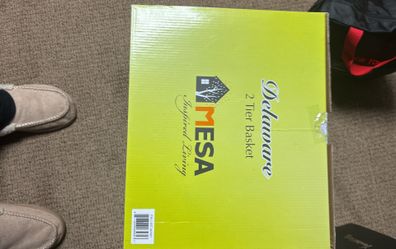 Delaware
2 Tier Basket
MESA
Inspired Living